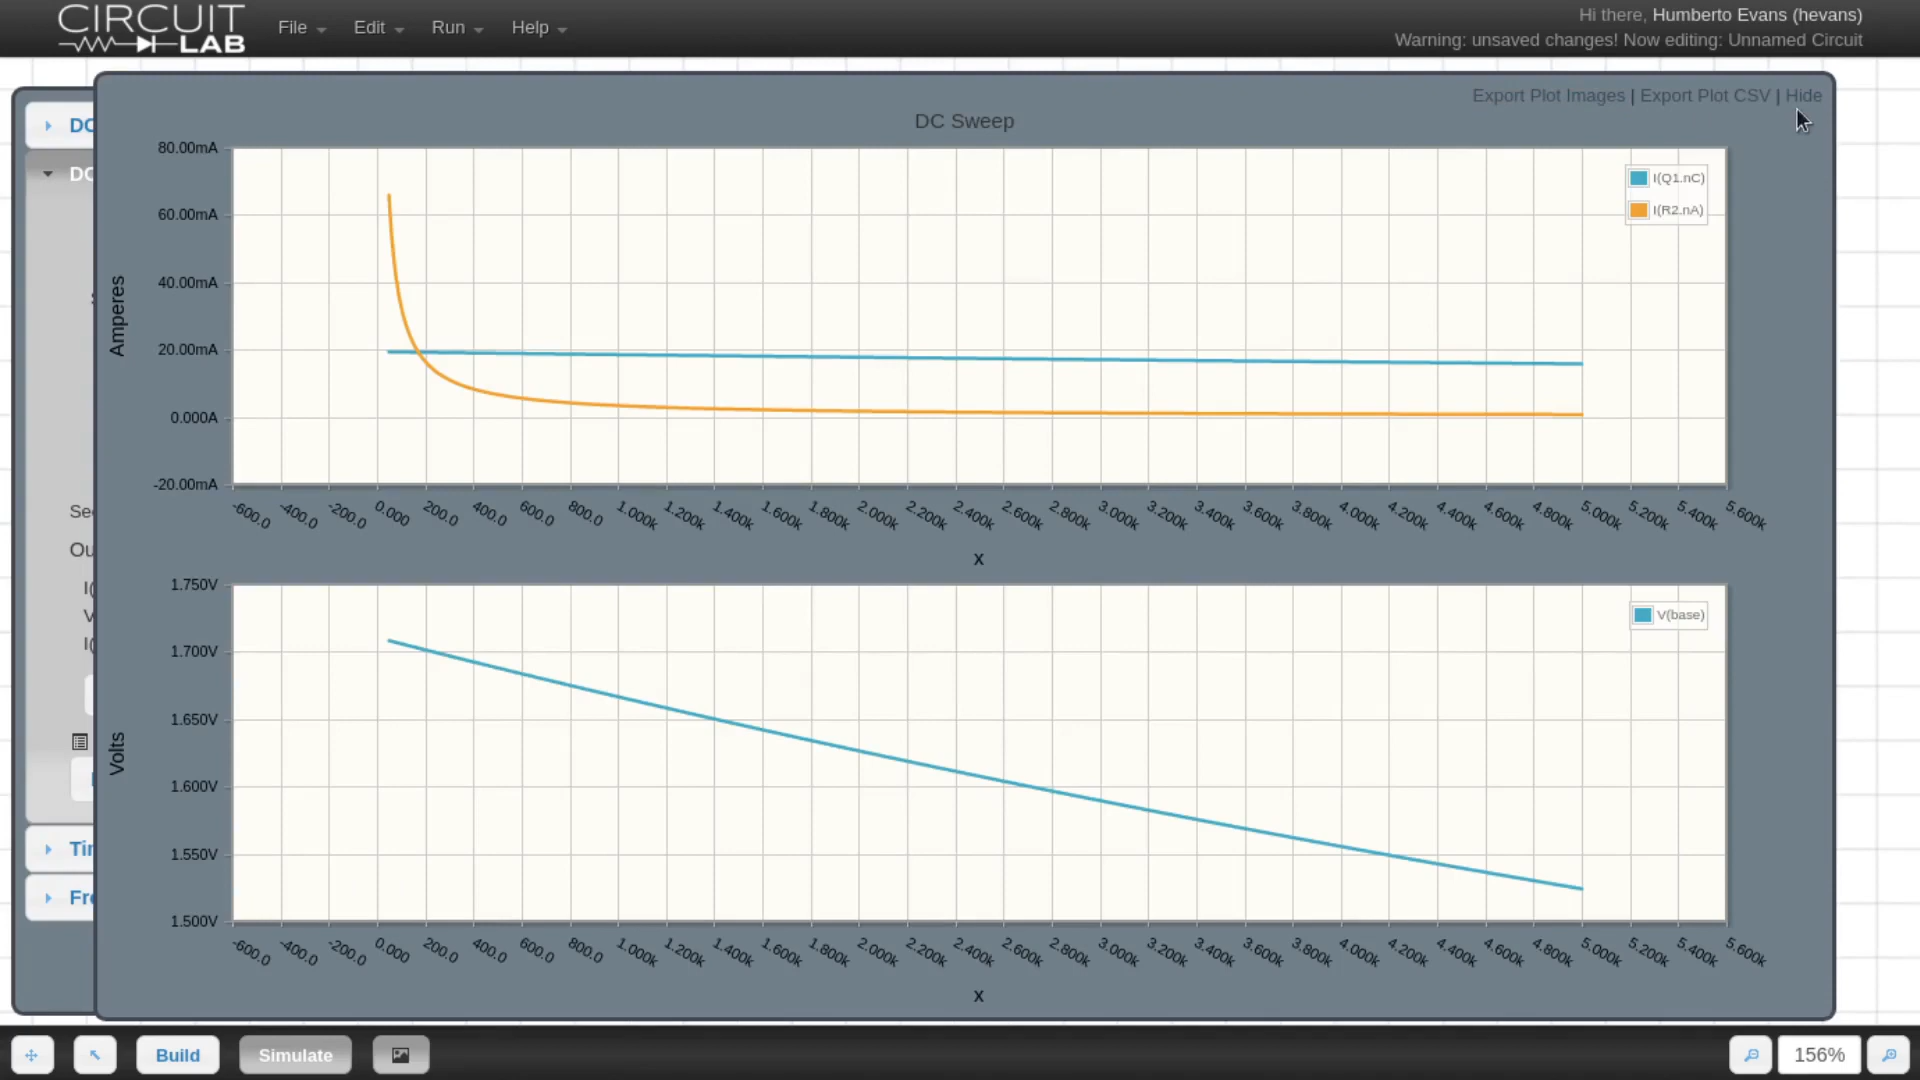 CIRCUIT
LAB
File Edit Run Help
Hi there, Humberto Evans (hevans)
Warning: unsaved changes! Now editing: Unnamed Circuit
Export Plot Images | Export Plot CSV | Hide
DC Sweep
DC
DC
Ou
I(
V
I(
Amperes
80.00mA
60.00mA
40.00mA
20.00mA
0.000A
-20.00mA
I(Q1.nC)
I(R2.nA)
-600.0 -400.0 -200.0 0.000 200.0 400.0 600.0 800.0 1.000k 1.200k 1.400k 1.600k 1.800k 2.000k 2.200k 2.400k 2.600k 2.800k 3.000k 3.200k 3.400k 3.600k 3.800k 4.000k 4.200k 4.400k 4.600k 4.800k 5.000k 5.200k 5.400k 5.600k
x
Volts
1.750V
1.700V
1.650V
1.600V
1.550V
1.500V
V(base)
-600.0 -400.0 -200.0 0.000 200.0 400.0 600.0 800.0 1.000k 1.200k 1.400k 1.600k 1.800k 2.000k 2.200k 2.400k 2.600k 2.800k 3.000k 3.200k 3.400k 3.600k 3.800k 4.000k 4.200k 4.400k 4.600k 4.800k 5.000k 5.200k 5.400k 5.600k
x
Build
Simulate
156%